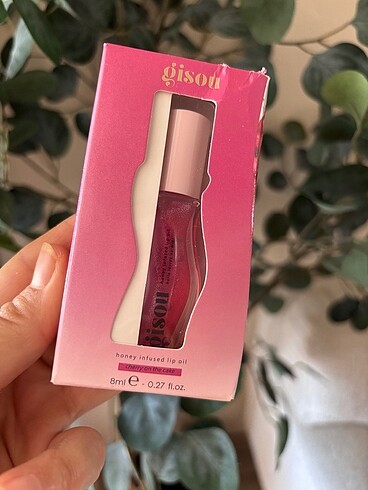 gisou
gisou
honey infused lip oil
cherry on the cake
8ml e - 0.27 fl.oz.